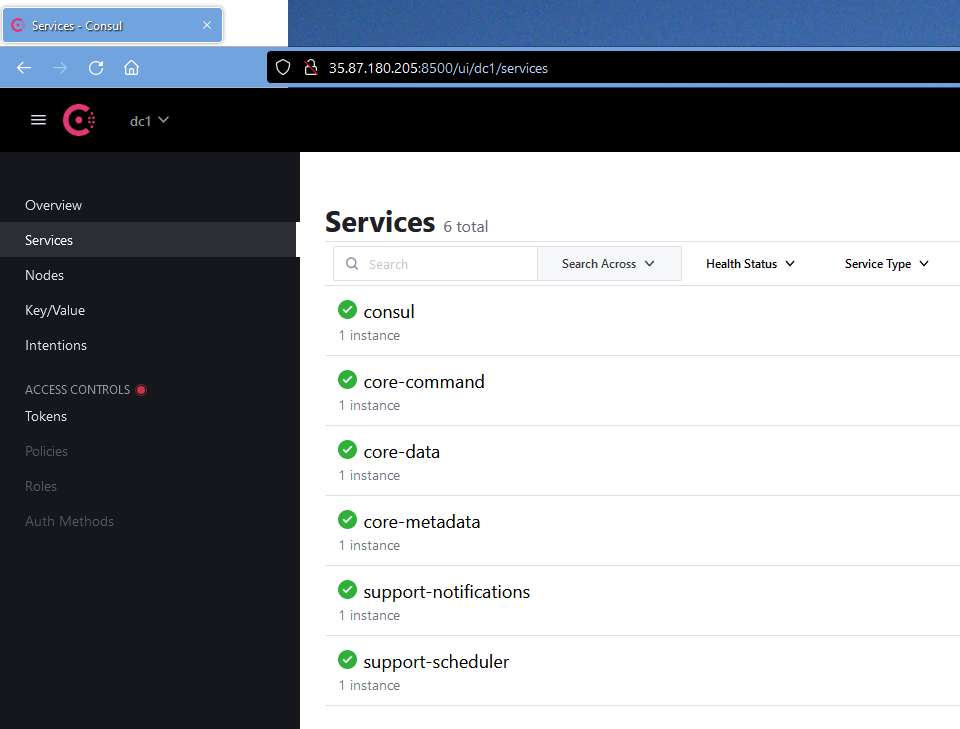 Services - Consul
35.87.180.205:8500/ui/dc1/services
dc1
Overview
Services
Nodes
Key/Value
Intentions
ACCESS CONTROLS
Tokens
Policies
Roles
Auth Methods
Services 6 total
Search Search Across Health Status Service Type
consul
1 instance
core-command
1 instance
core-data
1 instance
core-metadata
1 instance
support-notifications
1 instance
support-scheduler
1 instance